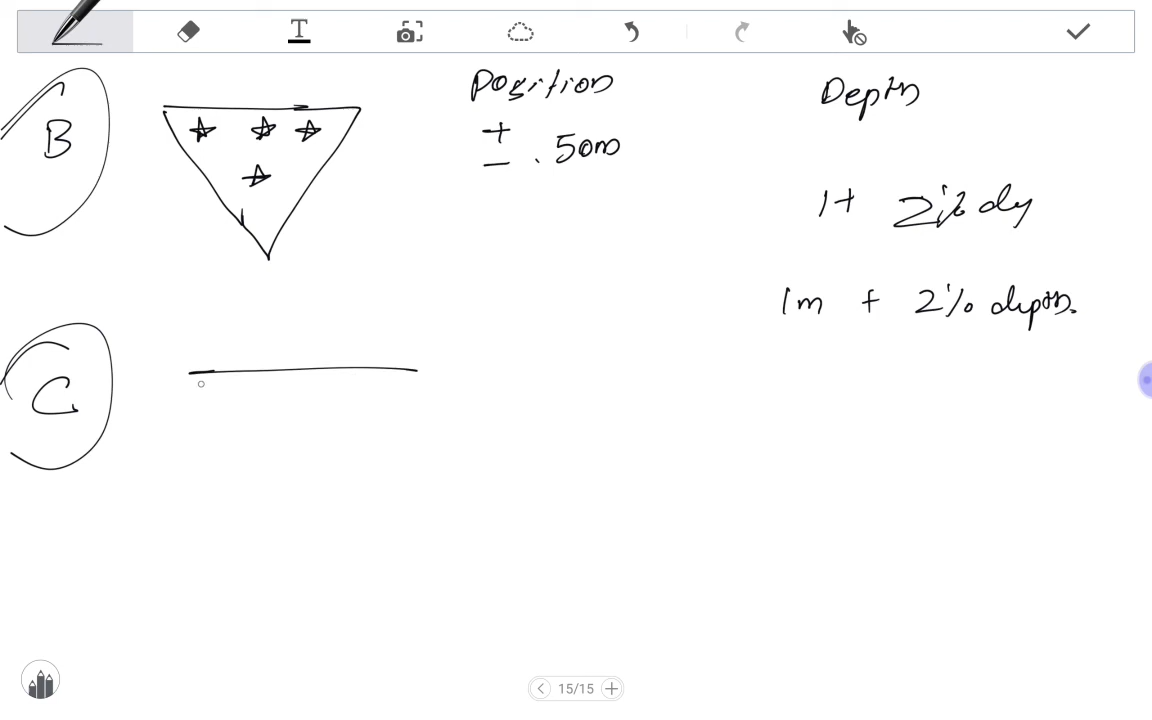 T
Position
Depth
B
+
- . 50m
1+ 2% dy
1m + 2% depth.
C
15/15